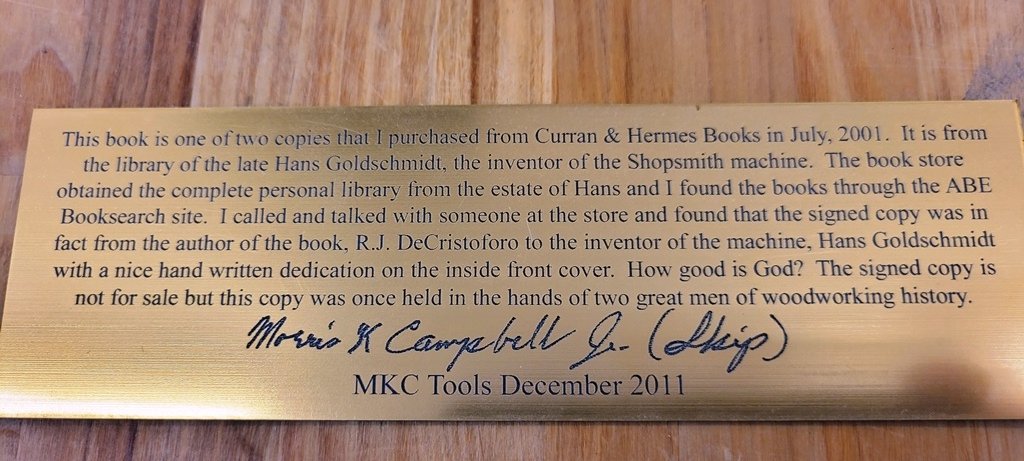 This book is one of two copies that I purchased from Curran & Hermes Books in July, 2001. It is from
the library of the late Hans Goldschmidt, the inventor of the Shopsmith machine. The book store
obtained the complete personal library from the estate of Hans and I found the books through the ABE
Booksearch site. I called and talked with someone at the store and found that the signed copy was in
fact from the author of the book, R.J. DeCristoforo to the inventor of the machine, Hans Goldschmidt
with a nice hand written dedication on the inside front cover. How good is God? The signed copy is
not for sale but this copy was once held in the hands of two great men of woodworking history.
Morris K Campbell Jr. (Skip)
MKC Tools December 2011